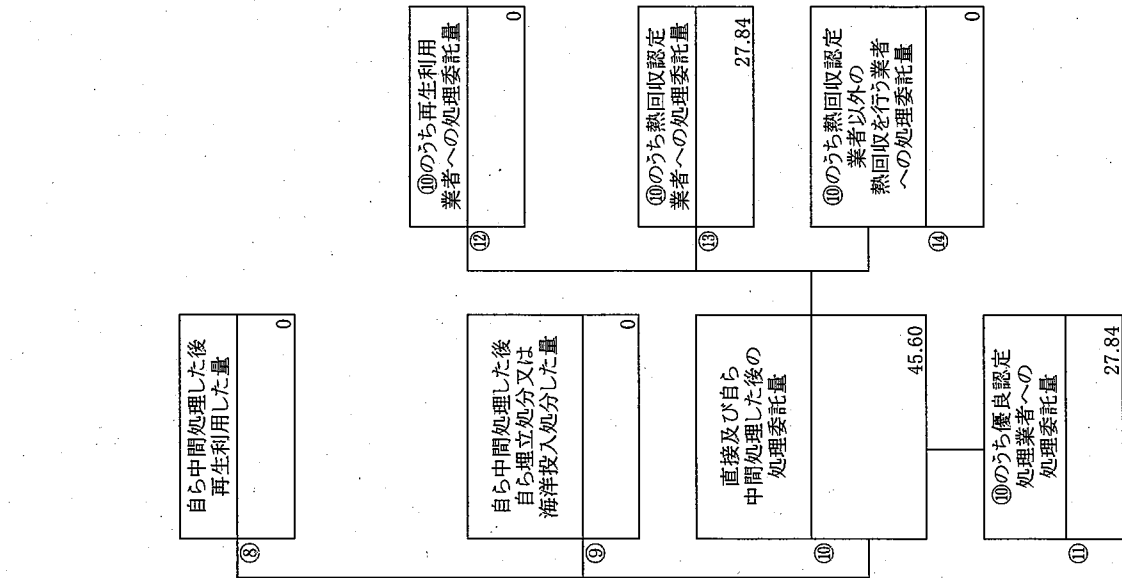 ⑧
自ら中間処理した後
再生利用した量
0
⑨
自ら中間処理した後
自ら埋立処分又は
海洋投入処分した量
0
⑩
直接及び自ら
中間処理した後の
処理委託量
45.60
⑪
⑩のうち優良認定
処理業者への
処理委託量
27.84
⑫
⑩のうち再生利用
業者への処理委託量
0
⑬
⑩のうち熱回収認定
業者への処理委託量
27.84
⑭
⑩のうち熱回収認定
業者以外の
熱回収を行う業者
への処理委託量
0